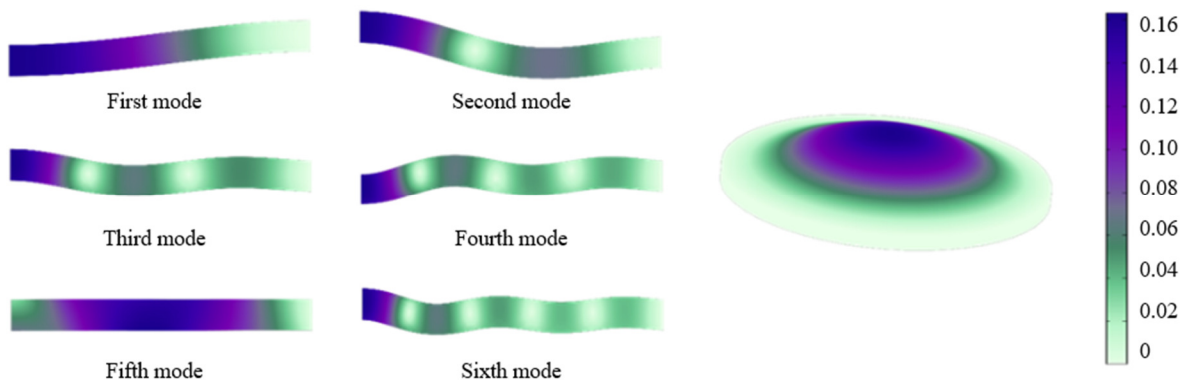 First mode
Second mode
Third mode
Fourth mode
Fifth mode
Sixth mode
0.16
0.14
0.12
0.10
0.08
0.06
0.04
0.02
0